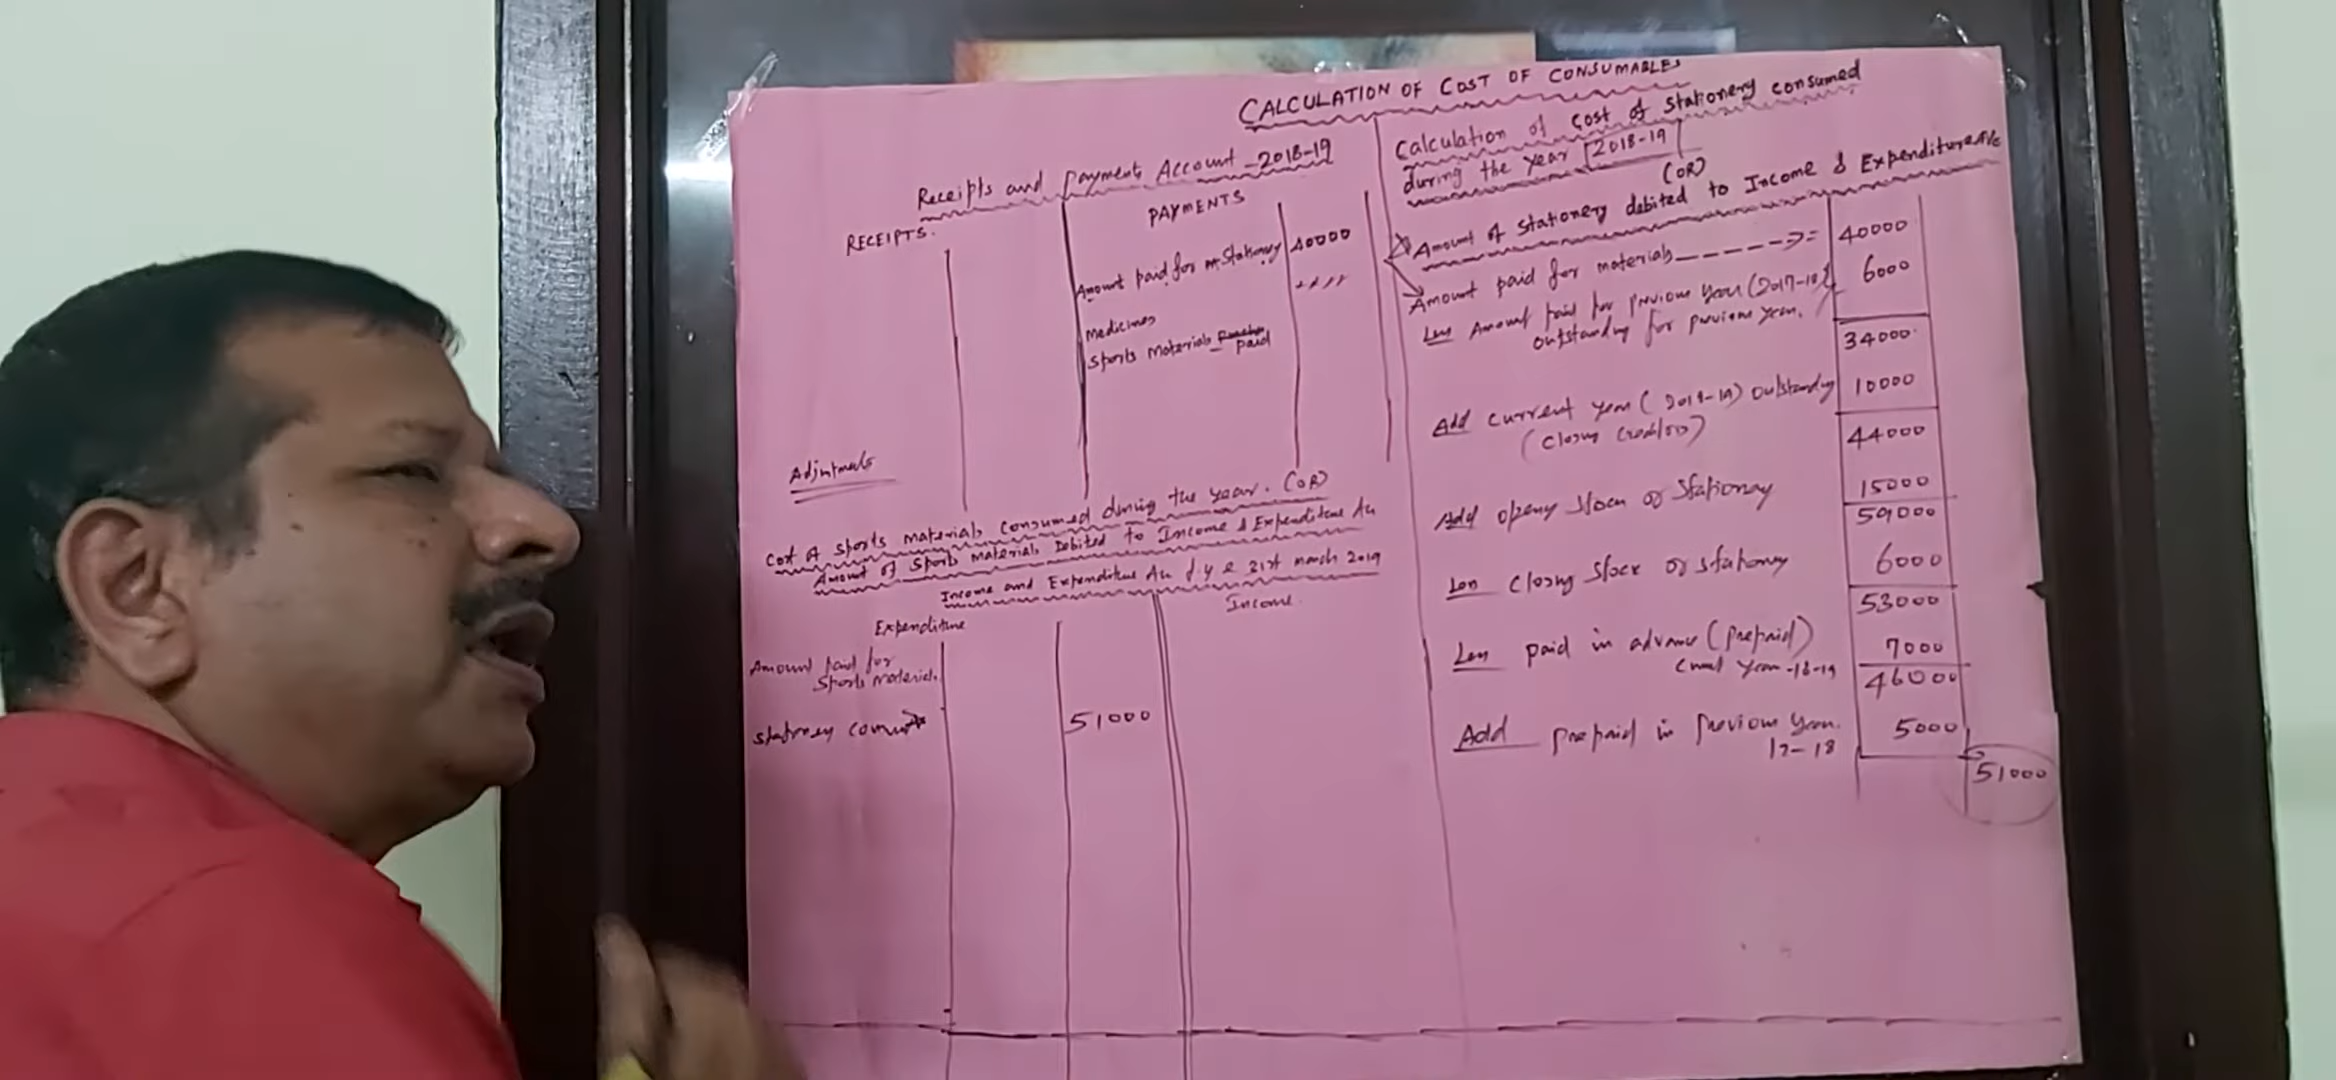 CALCULATION OF COST OF CONSUMABLES
Receipts and Payments Account - 2018-19
RECEIPTS.
PAYMENTS
Amount paid for Stationery 40000
Medicines
Sports Materials paid
Adjustments
Cost of Sports Materials Consumed during the year. (OR)
Amount of Sports Materials Debited to Income & Expenditure A/c
Income and Expenditure A/c f y e 31st March 2019
Expenditure
Income.
Amount paid for
Sports Materials
Stationery 51000
Calculation of Cost of Stationery consumed
during the year 2018-19
(OR)
Amount of Stationery debited to Income & Expenditure A/c
Amount paid for materials = 40000
Less Amount paid for previous year (2017-18) 6000
Outstanding for previous year.
34000
Add Current year ( 2018-19) Outstanding 10000
(Closing Creditors)
44000
Add Opening Stock of Stationery 15000
59000
Less Closing Stock of Stationery 6000
53000
Less paid in advance (Prepaid) 7000
year - 18-19
46000
Add Prepaid in Previous Year. 5000
17-18
51000